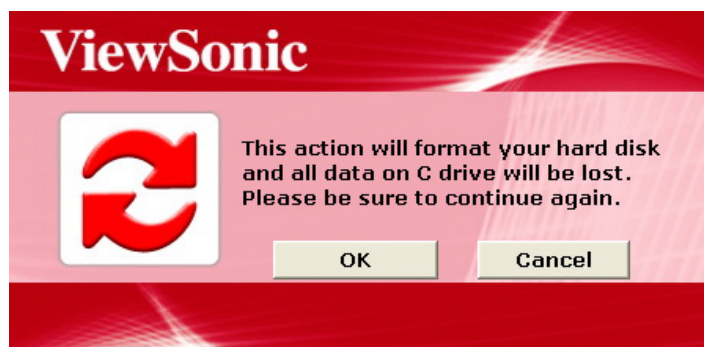 ViewSonic
This action will format your hard disk
and all data on C drive will be lost.
Please be sure to continue again.
OK
Cancel